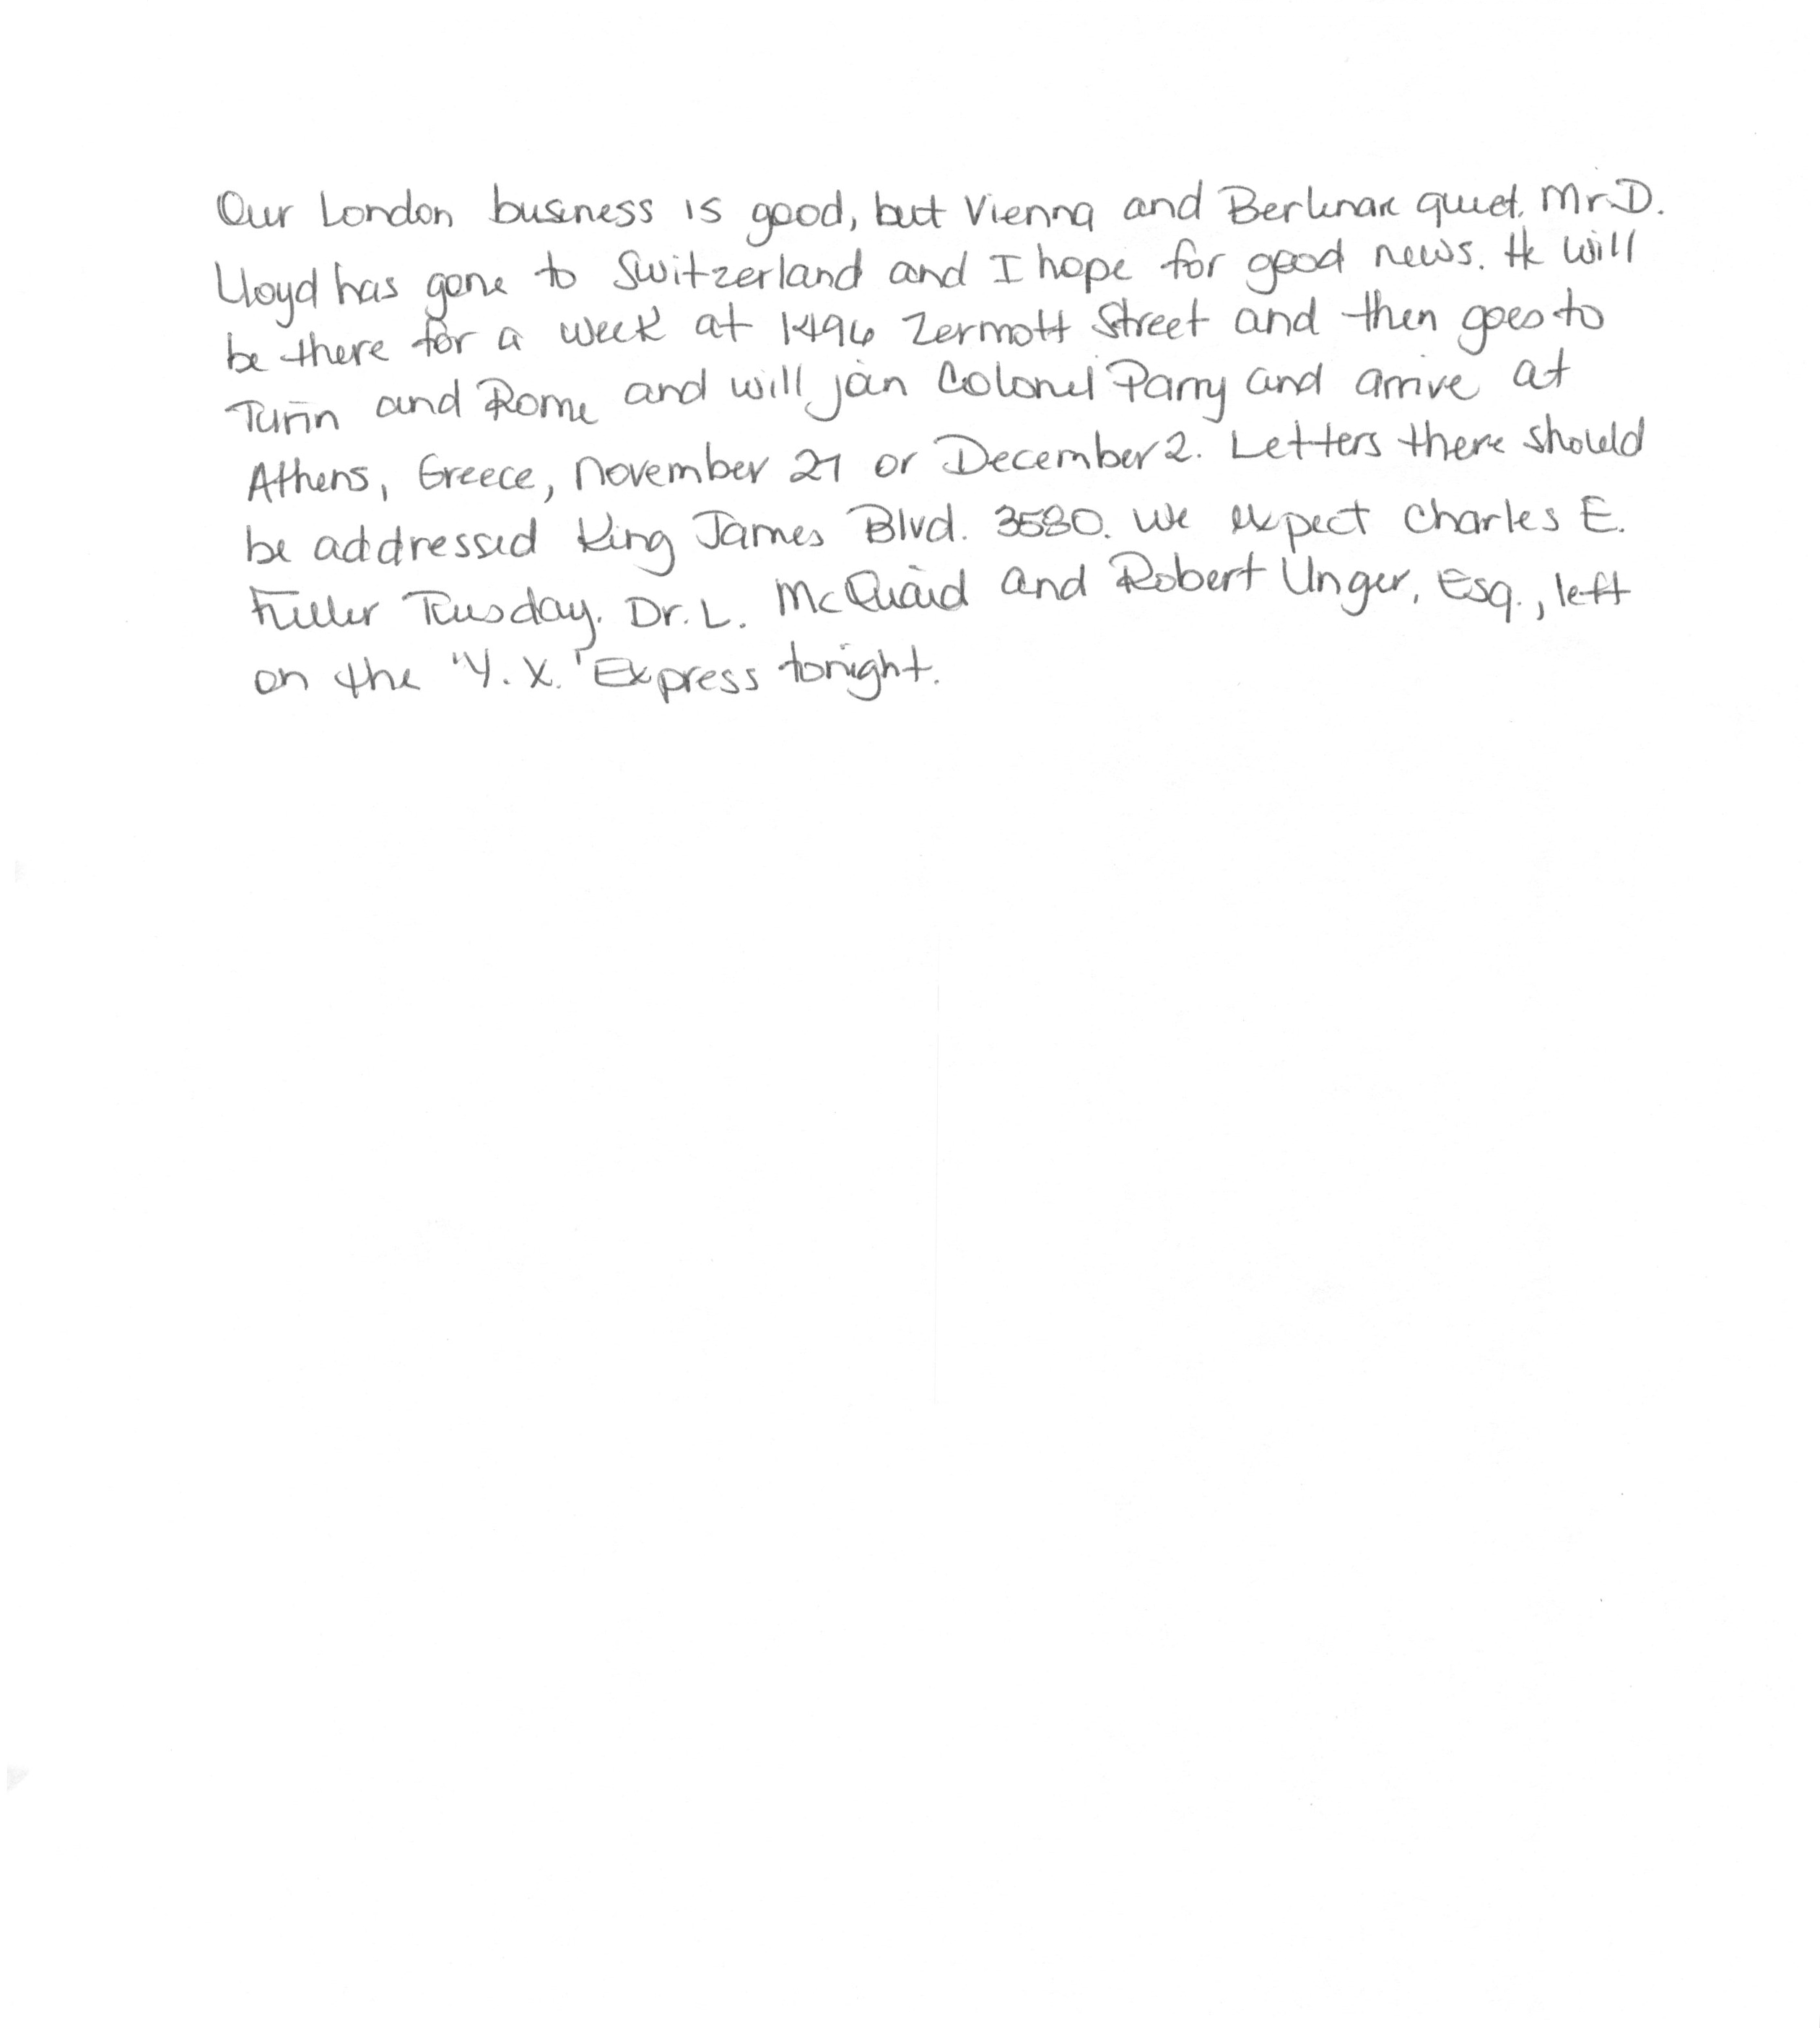 Our London business is good, but Vienna and Berlin are quiet. Mr. D.
Lloyd has gone to Switzerland and I hope for good news. He will
be there for a week at 1496 Zermott Street and then goes to
Turin and Rome and will join Colonel Parry and arrive at
Athens, Greece, November 27 or December 2. Letters there should
be addressed King James Blvd. 3580. We expect Charles E.
Fuller Tuesday. Dr. L. McQuaid and Robert Unger, Esq., left
on the "Y. X." Express tonight.